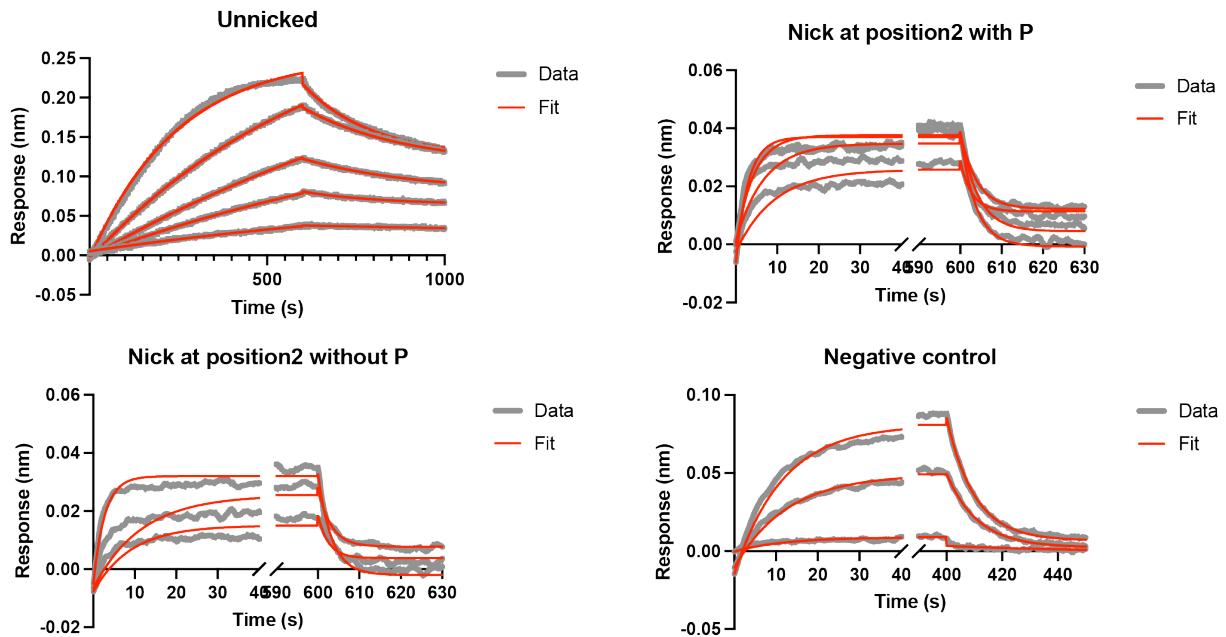 Unnicked
0.25
0.20
0.15
0.10
0.05
0.00
-0.05
500
1000
Response (nm)
Time (s)
Data
Fit
Nick at position2 with P
0.06
0.04
0.02
0.00
-0.02
10
20
30
40
590
600
610
620
630
Response (nm)
Time (s)
Data
Fit
Nick at position2 without P
0.06
0.04
0.02
0.00
-0.02
10
20
30
40
590
600
610
620
630
Response (nm)
Time (s)
Data
Fit
Negative control
0.10
0.05
0.00
-0.05
10
20
30
40
400
420
440
Response (nm)
Time (s)
Data
Fit